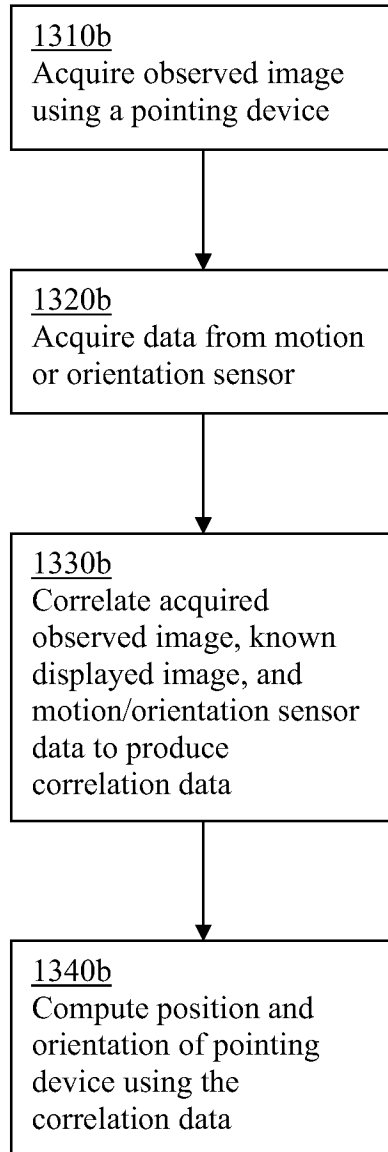 1310b
Acquire observed image
using a pointing device
1320b
Acquire data from motion
or orientation sensor
1330b
Correlate acquired
observed image, known
displayed image, and
motion/orientation sensor
data to produce
correlation data
1340b
Compute position and
orientation of pointing
device using the
correlation data